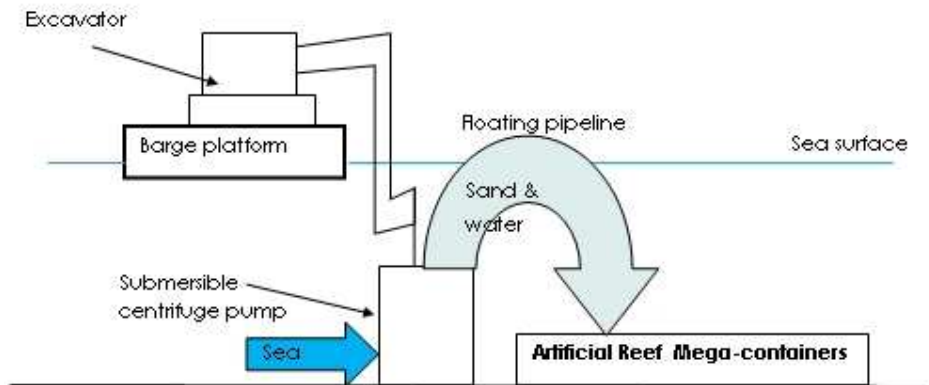 Excavator
Floating pipeline
Barge platform
Sea surface
Sand &
water
Submersible
centrifuge pump
Sea
Artificial Reef Mega-containers